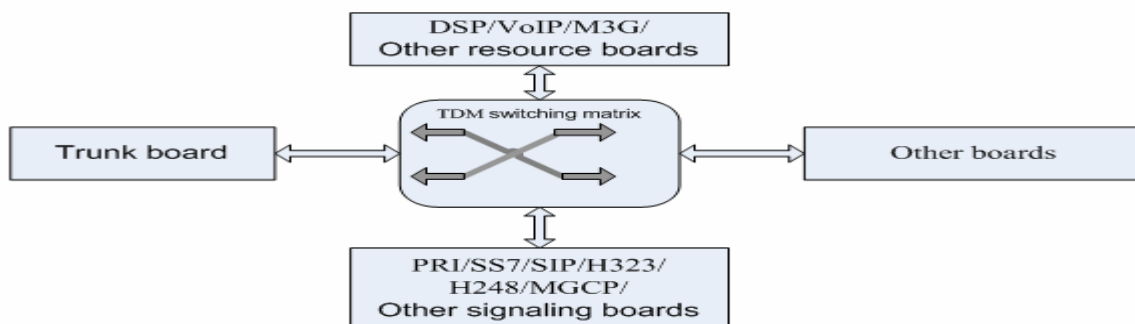 DSP/VoIP/M3G/
Other resource boards
TDM switching matrix
Trunk board
Other boards
PRI/SS7/SIP/H323/
H248/MGCP/
Other signaling boards